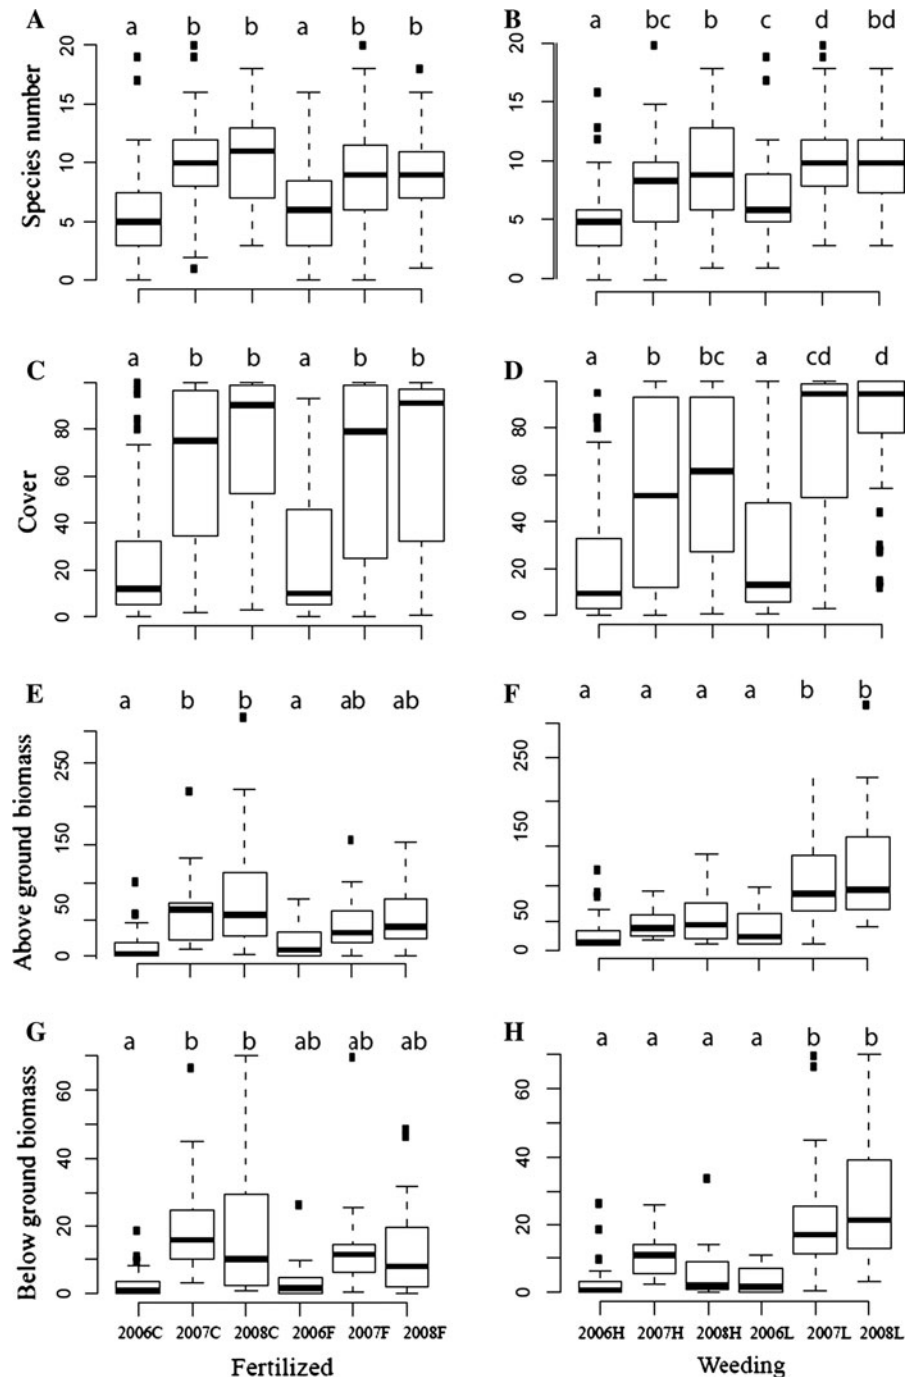 A a b b a b b
Species number
20
15
10
5
0
B a bc b c d bd
20
15
10
5
0
C a b b a b b
Cover
80
60
40
20
0
D a b bc a cd d
80
60
40
20
0
E a b b a ab ab
Above ground biomass
250
150
50
0
F a a a a b b
250
150
50
0
G a b b ab ab ab
Below ground biomass
60
40
20
0
2006C 2007C 2008C 2006F 2007F 2008F
Fertilized
H a a a a b b
60
40
20
0
2006H 2007H 2008H 2006L 2007L 2008L
Weeding